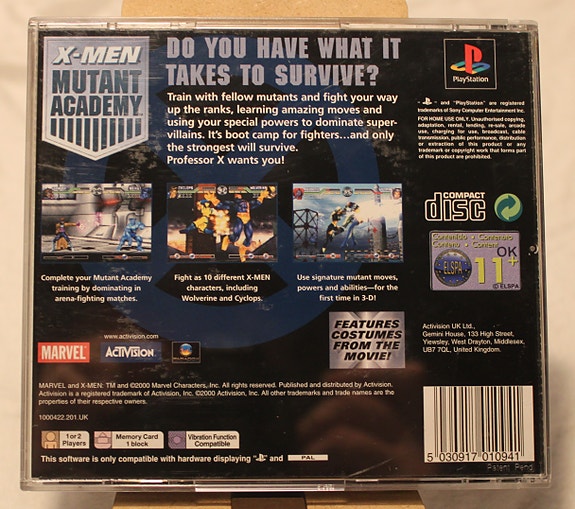 X-MEN
MUTANT
ACADEMY
DO YOU HAVE WHAT IT
TAKES TO SURVIVE?
Train with fellow mutants and fight your way
up the ranks, learning amazing moves and
using your special powers to dominate super-
villains. It's boot camp for fighters...and only
the strongest will survive.
Professor X wants you!
PlayStation
" " and "PlayStation" are registered
trademarks of Sony Computer Entertainment Inc.
FOR HOME USE ONLY. Unauthorised copying,
adaptation, rental, lending, re-sale, arcade
use, charging for use, broadcast, cable
transmission, public performance, distribution
or extraction of this product or any
trademark or copyright work that forms part
of this product are prohibited.
CYCLOPS
WOLVERINE
Complete your Mutant Academy
training by dominating in
arena-fighting matches.
Fight as 10 different X-MEN
characters, including
Wolverine and Cyclops.
Use signature mutant moves,
powers and abilities—for the
first time in 3-D!
COMPACT
disc
Contenido Contenuto
Contenu Content
ELSPA
11+
OK
© ELSPA
FEATURES
COSTUMES
FROM THE
MOVIE!
Activision UK Ltd.,
Gemini House, 133 High Street,
Yiewsley, West Drayton, Middlesex,
UB7 7QL, United Kingdom.
www.activision.com
MARVEL
ACTIVISION
MARVEL and X-MEN: TM and ©2000 Marvel Characters, Inc. All rights reserved. Published and distributed by Activision.
Activision is a registered trademark of Activision, Inc. ©2000 Activision, Inc. All other trademarks and trade names are the
properties of their respective owners.
1000422.201.UK
1 or 2
Players
Memory Card
1 block
Vibration Function
Compatible
This software is only compatible with hardware displaying " " and PAL
5 030917 010941
Patent Pend.